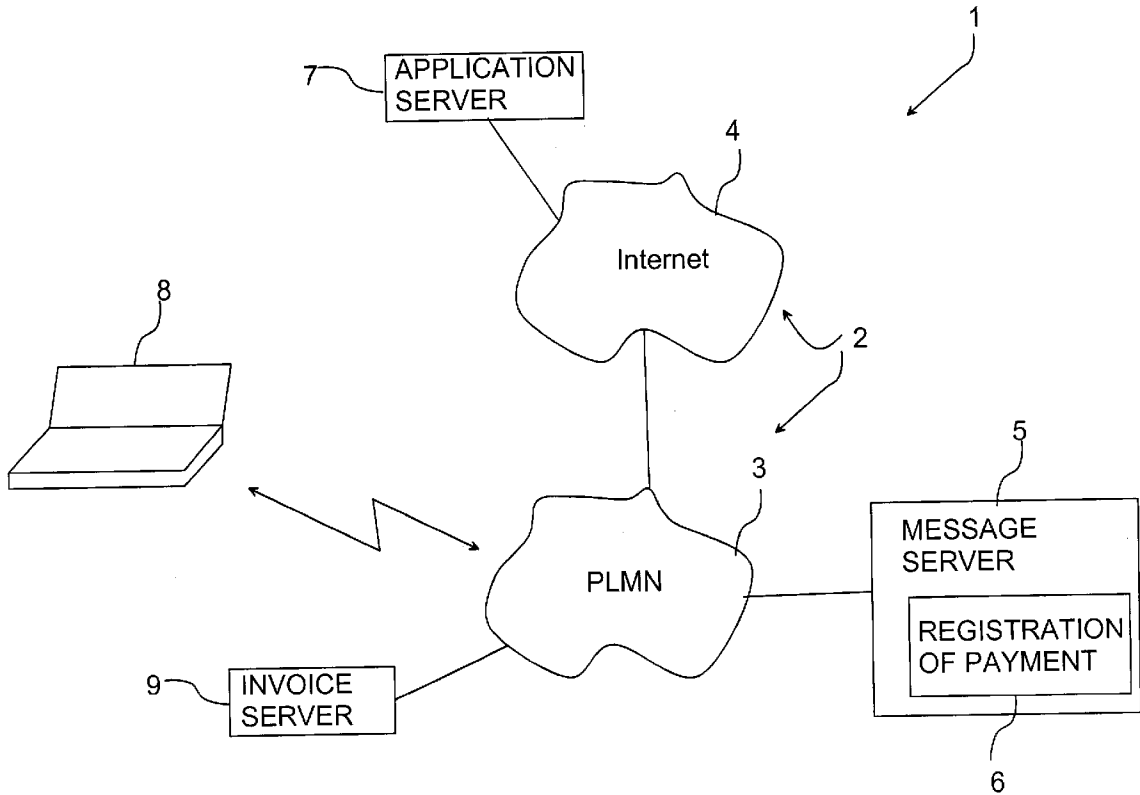 1
7
APPLICATION
SERVER
4
Internet
8
2
5
3
MESSAGE
SERVER
PLMN
REGISTRATION
OF PAYMENT
9
INVOICE
SERVER
6